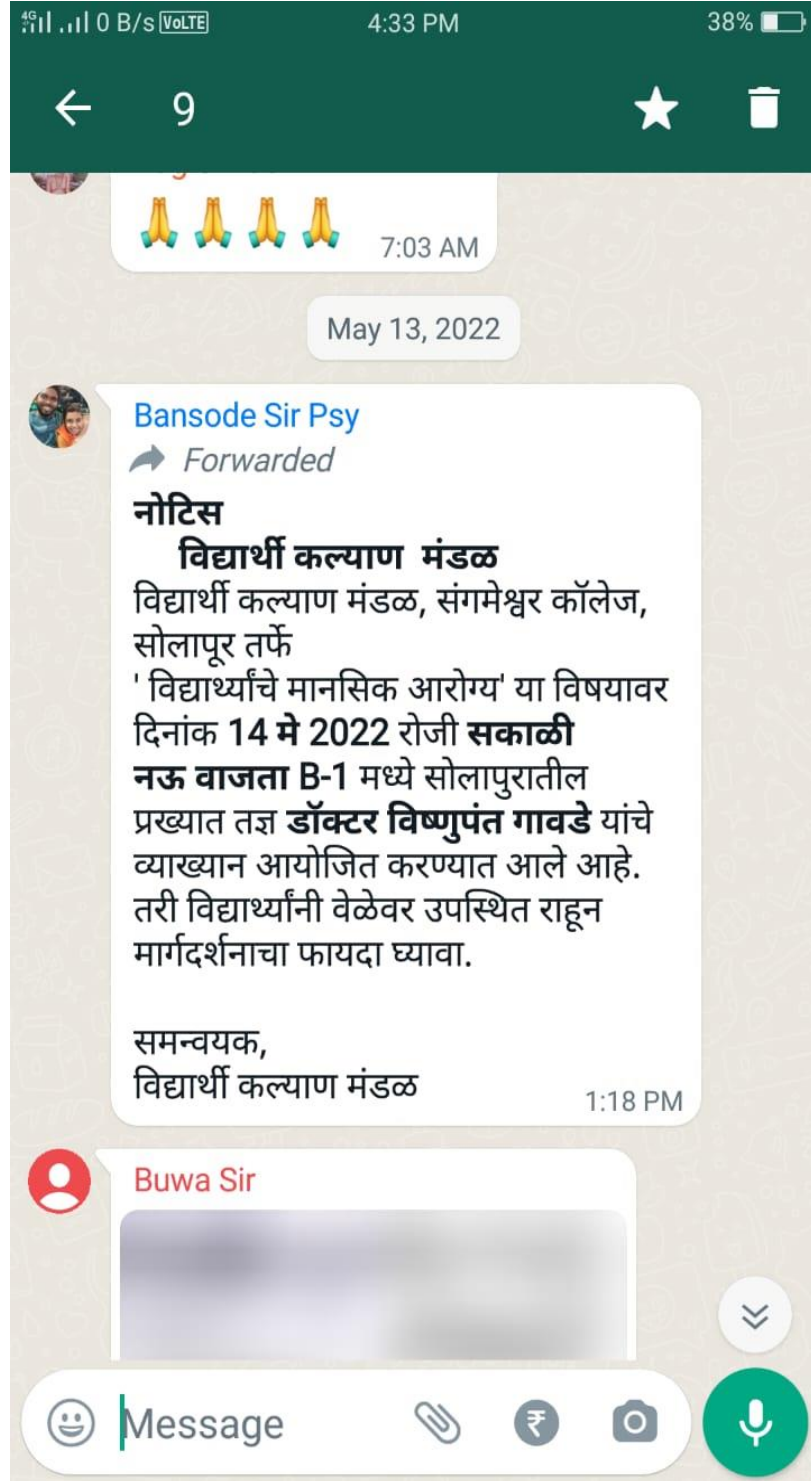 4G 0 B/s VoLTE 4:33 PM 38%
9
🙏 🙏 🙏 🙏 7:03 AM
May 13, 2022
Bansode Sir Psy
Forwarded
नोटिस
विद्यार्थी कल्याण मंडळ
विद्यार्थी कल्याण मंडळ, संगमेश्वर कॉलेज,
सोलापूर तर्फे
' विद्यार्थ्यांचे मानसिक आरोग्य' या विषयावर
दिनांक 14 मे 2022 रोजी सकाळी
नऊ वाजता B-1 मध्ये सोलापुरातील
प्रख्यात तज्ञ डॉक्टर विष्णुपंत गावडे यांचे
व्याख्यान आयोजित करण्यात आले आहे.
तरी विद्यार्थ्यांनी वेळेवर उपस्थित राहून
मार्गदर्शनाचा फायदा घ्यावा.
समन्वयक,
विद्यार्थी कल्याण मंडळ
1:18 PM
Buwa Sir
Message